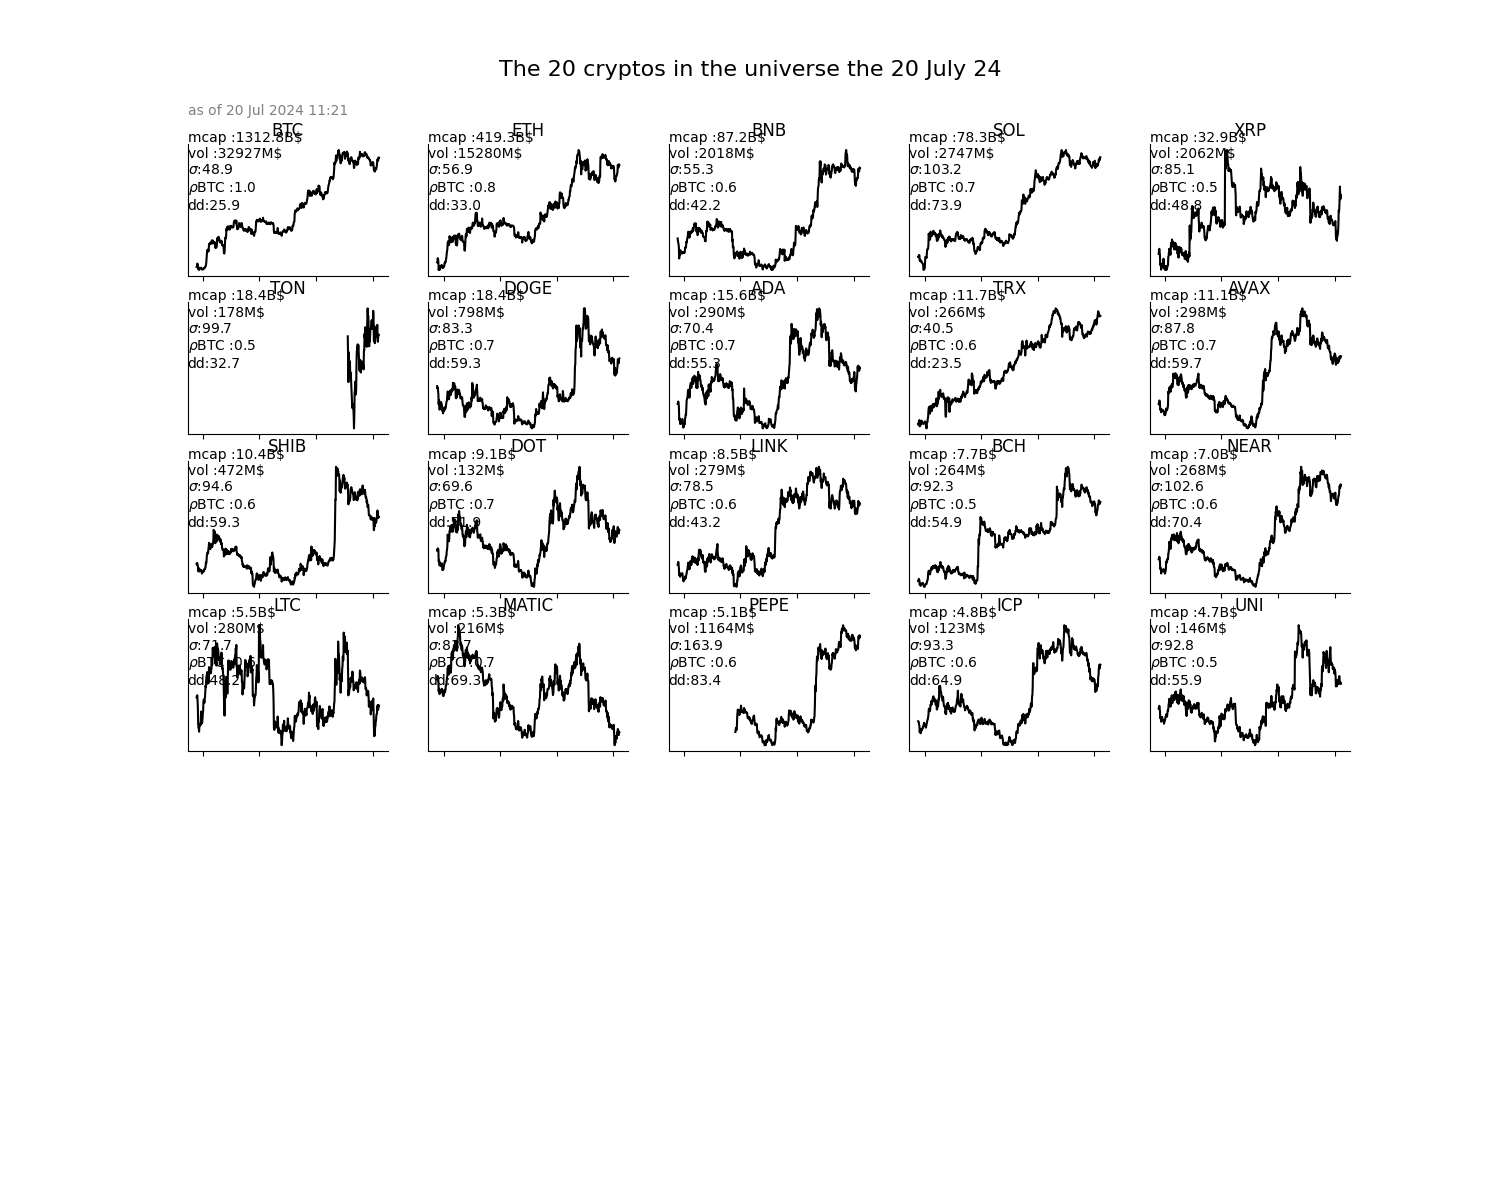 The 20 cryptos in the universe the 20 July 24
as of 20 Jul 2024 11:21
BTC
mcap :1312.8B$
vol :32927M$
σ:48.9
ρBTC :1.0
dd:25.9
ETH
mcap :419.3B$
vol :15280M$
σ:56.9
ρBTC :0.8
dd:33.0
BNB
mcap :87.2B$
vol :2018M$
σ:55.3
ρBTC :0.6
dd:42.2
SOL
mcap :78.3B$
vol :2747M$
σ:103.2
ρBTC :0.7
dd:73.9
XRP
mcap :32.9B$
vol :2062M$
σ:85.1
ρBTC :0.5
dd:48.8
TON
mcap :18.4B$
vol :178M$
σ:99.7
ρBTC :0.5
dd:32.7
DOGE
mcap :18.4B$
vol :798M$
σ:83.3
ρBTC :0.7
dd:59.3
ADA
mcap :15.6B$
vol :290M$
σ:70.4
ρBTC :0.7
dd:55.3
TRX
mcap :11.7B$
vol :266M$
σ:40.5
ρBTC :0.6
dd:23.5
AVAX
mcap :11.1B$
vol :298M$
σ:87.8
ρBTC :0.7
dd:59.7
SHIB
mcap :10.4B$
vol :472M$
σ:94.6
ρBTC :0.6
dd:59.3
DOT
mcap :9.1B$
vol :132M$
σ:69.6
ρBTC :0.7
LINK
mcap :8.5B$
vol :279M$
σ:78.5
ρBTC :0.6
dd:43.2
BCH
mcap :7.7B$
vol :264M$
σ:92.3
ρBTC :0.5
dd:54.9
NEAR
mcap :7.0B$
vol :268M$
σ:102.6
ρBTC :0.6
dd:70.4
LTC
mcap :5.5B$
vol :280M$
σ:71.7
dd:48.2
MATIC
mcap :5.3B$
vol :216M$
ρBTC :0.7
dd:69.3
PEPE
mcap :5.1B$
vol :1164M$
σ:163.9
ρBTC :0.6
dd:83.4
ICP
mcap :4.8B$
vol :123M$
σ:93.3
ρBTC :0.6
dd:64.9
UNI
mcap :4.7B$
vol :146M$
σ:92.8
ρBTC :0.5
dd:55.9